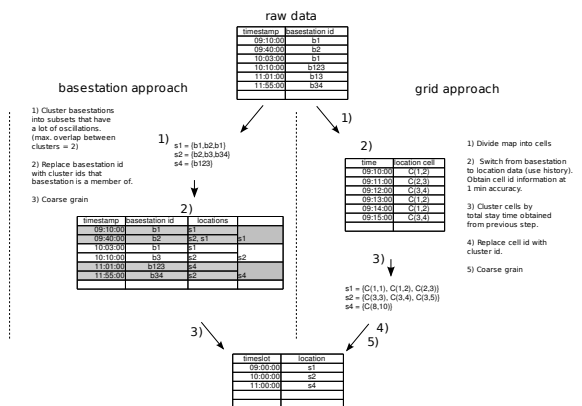 raw data
timestamp basestation id
09:10:00 b1
09:40:00 b2
10:03:00 b1
10:10:00 b123
11:01:00 b13
11:55:00 b34
basestation approach
grid approach
1) Cluster basestations
into subsets that have
a lot of oscillations.
(max. overlap between
clusters = 2)
2) Replace basestation id
with cluster ids that
basestation is a member of.
3) Coarse grain
1)
s1 = {b1,b2,b1}
s2 = {b2,b3,b34}
s4 = {b123}
2)
timestamp basestation id locations
09:10:00 b1 s1
09:40:00 b2 s2, s1 s1
10:03:00 b1 s1
10:10:00 b3 s2 s2
11:01:00 b123 s4
11:55:00 b34 s2 s4
3)
1)
2)
time location cell
09:10:00 C(1,2)
09:11:00 C(2,3)
09:12:00 C(3,4)
09:13:00 C(1,2)
09:14:00 C(1,2)
09:15:00 C(3,4)
3)
s1 = {C(1,1), C(1,2), C(2,3)}
s2 = {C(3,3), C(3,4), C(3,5)}
s4 = {C(8,10)}
4)
5)
1) Divide map into cells
2) Switch from basestation
to location data (use history).
Obtain cell id information at
1 min accuracy.
3) Cluster cells by
total stay time obtained
from previous step.
4) Replace cell id with
cluster id.
5) Coarse grain
timeslot location
09:00:00 s1
10:00:00 s2
11:00:00 s4